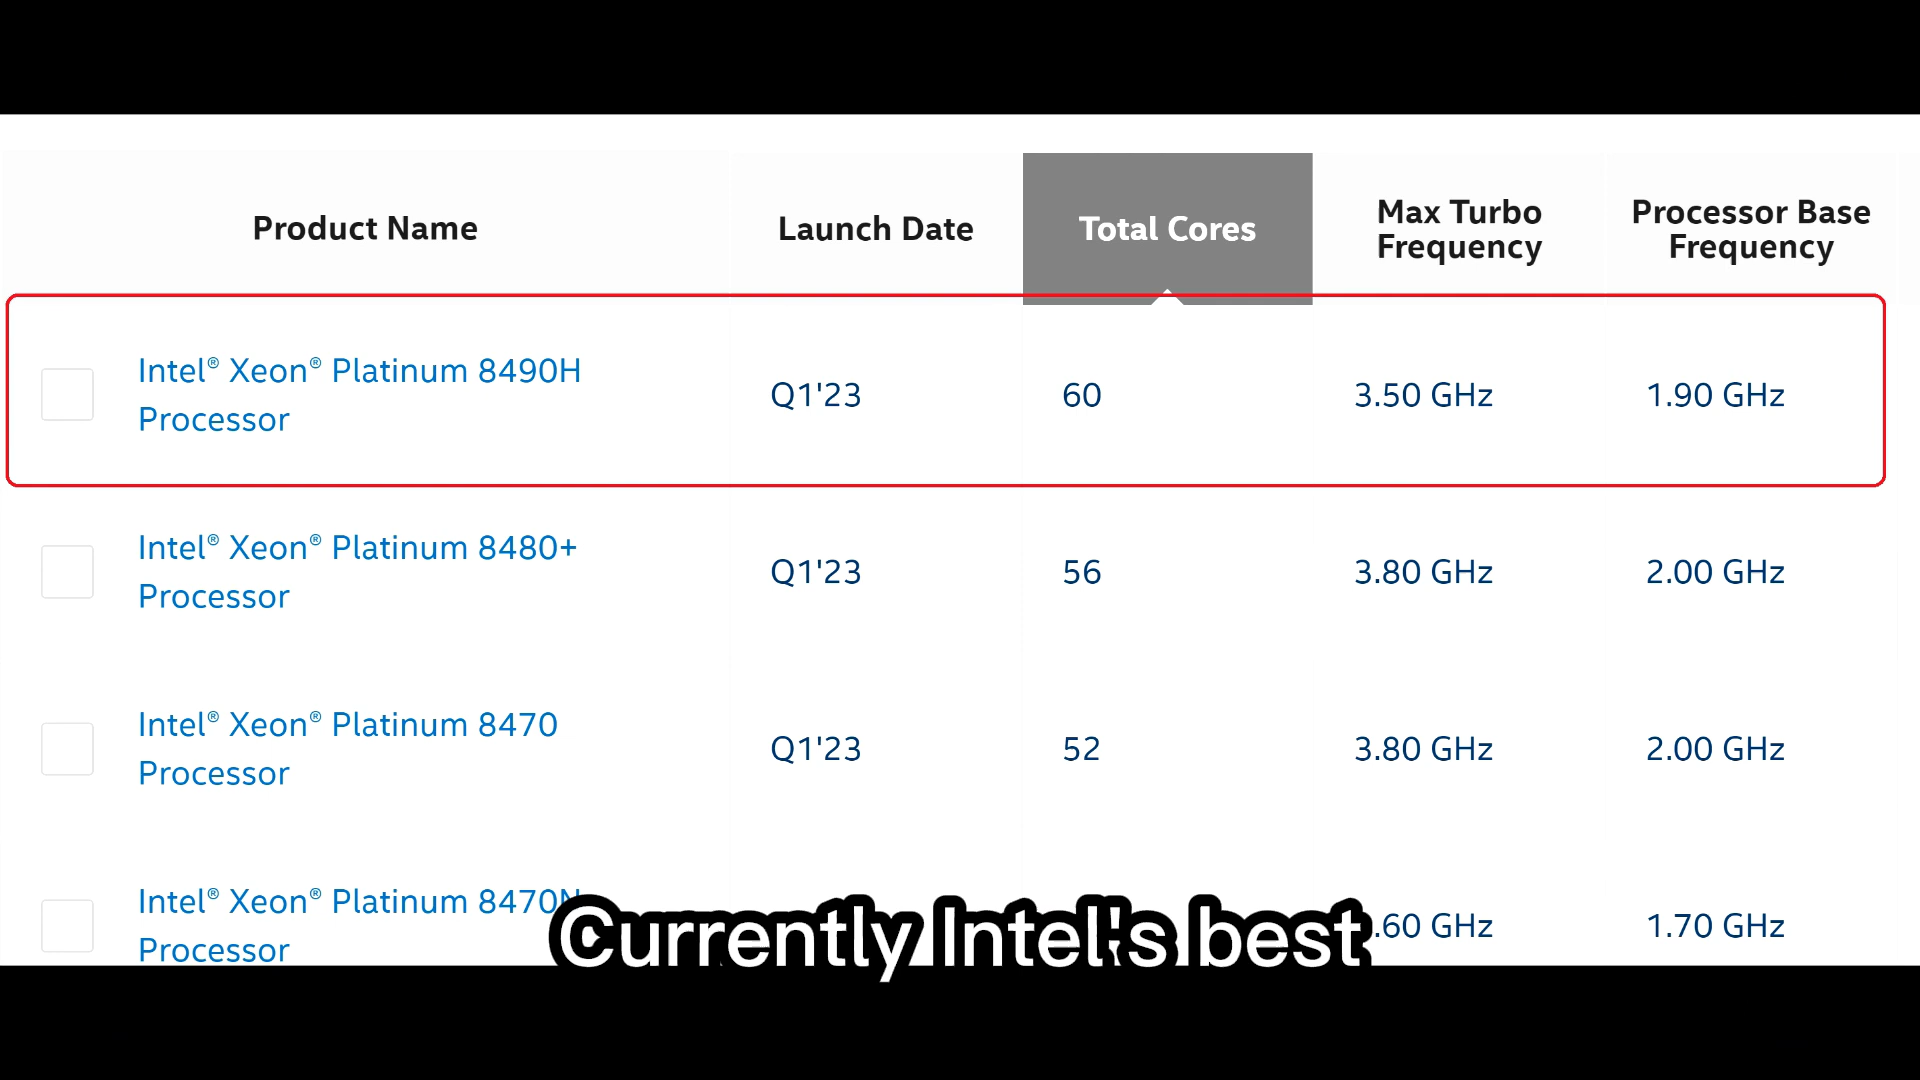 Product Name
Launch Date
Total Cores
Max Turbo
Frequency
Processor Base
Frequency
Intel® Xeon® Platinum 8490H
Processor
Q1'23
60
3.50 GHz
1.90 GHz
Intel® Xeon® Platinum 8480+
Processor
Q1'23
56
3.80 GHz
2.00 GHz
Intel® Xeon® Platinum 8470
Processor
Q1'23
52
3.80 GHz
2.00 GHz
Intel® Xeon® Platinum 8470N
Processor
.60 GHz
1.70 GHz
Currently Intel's best